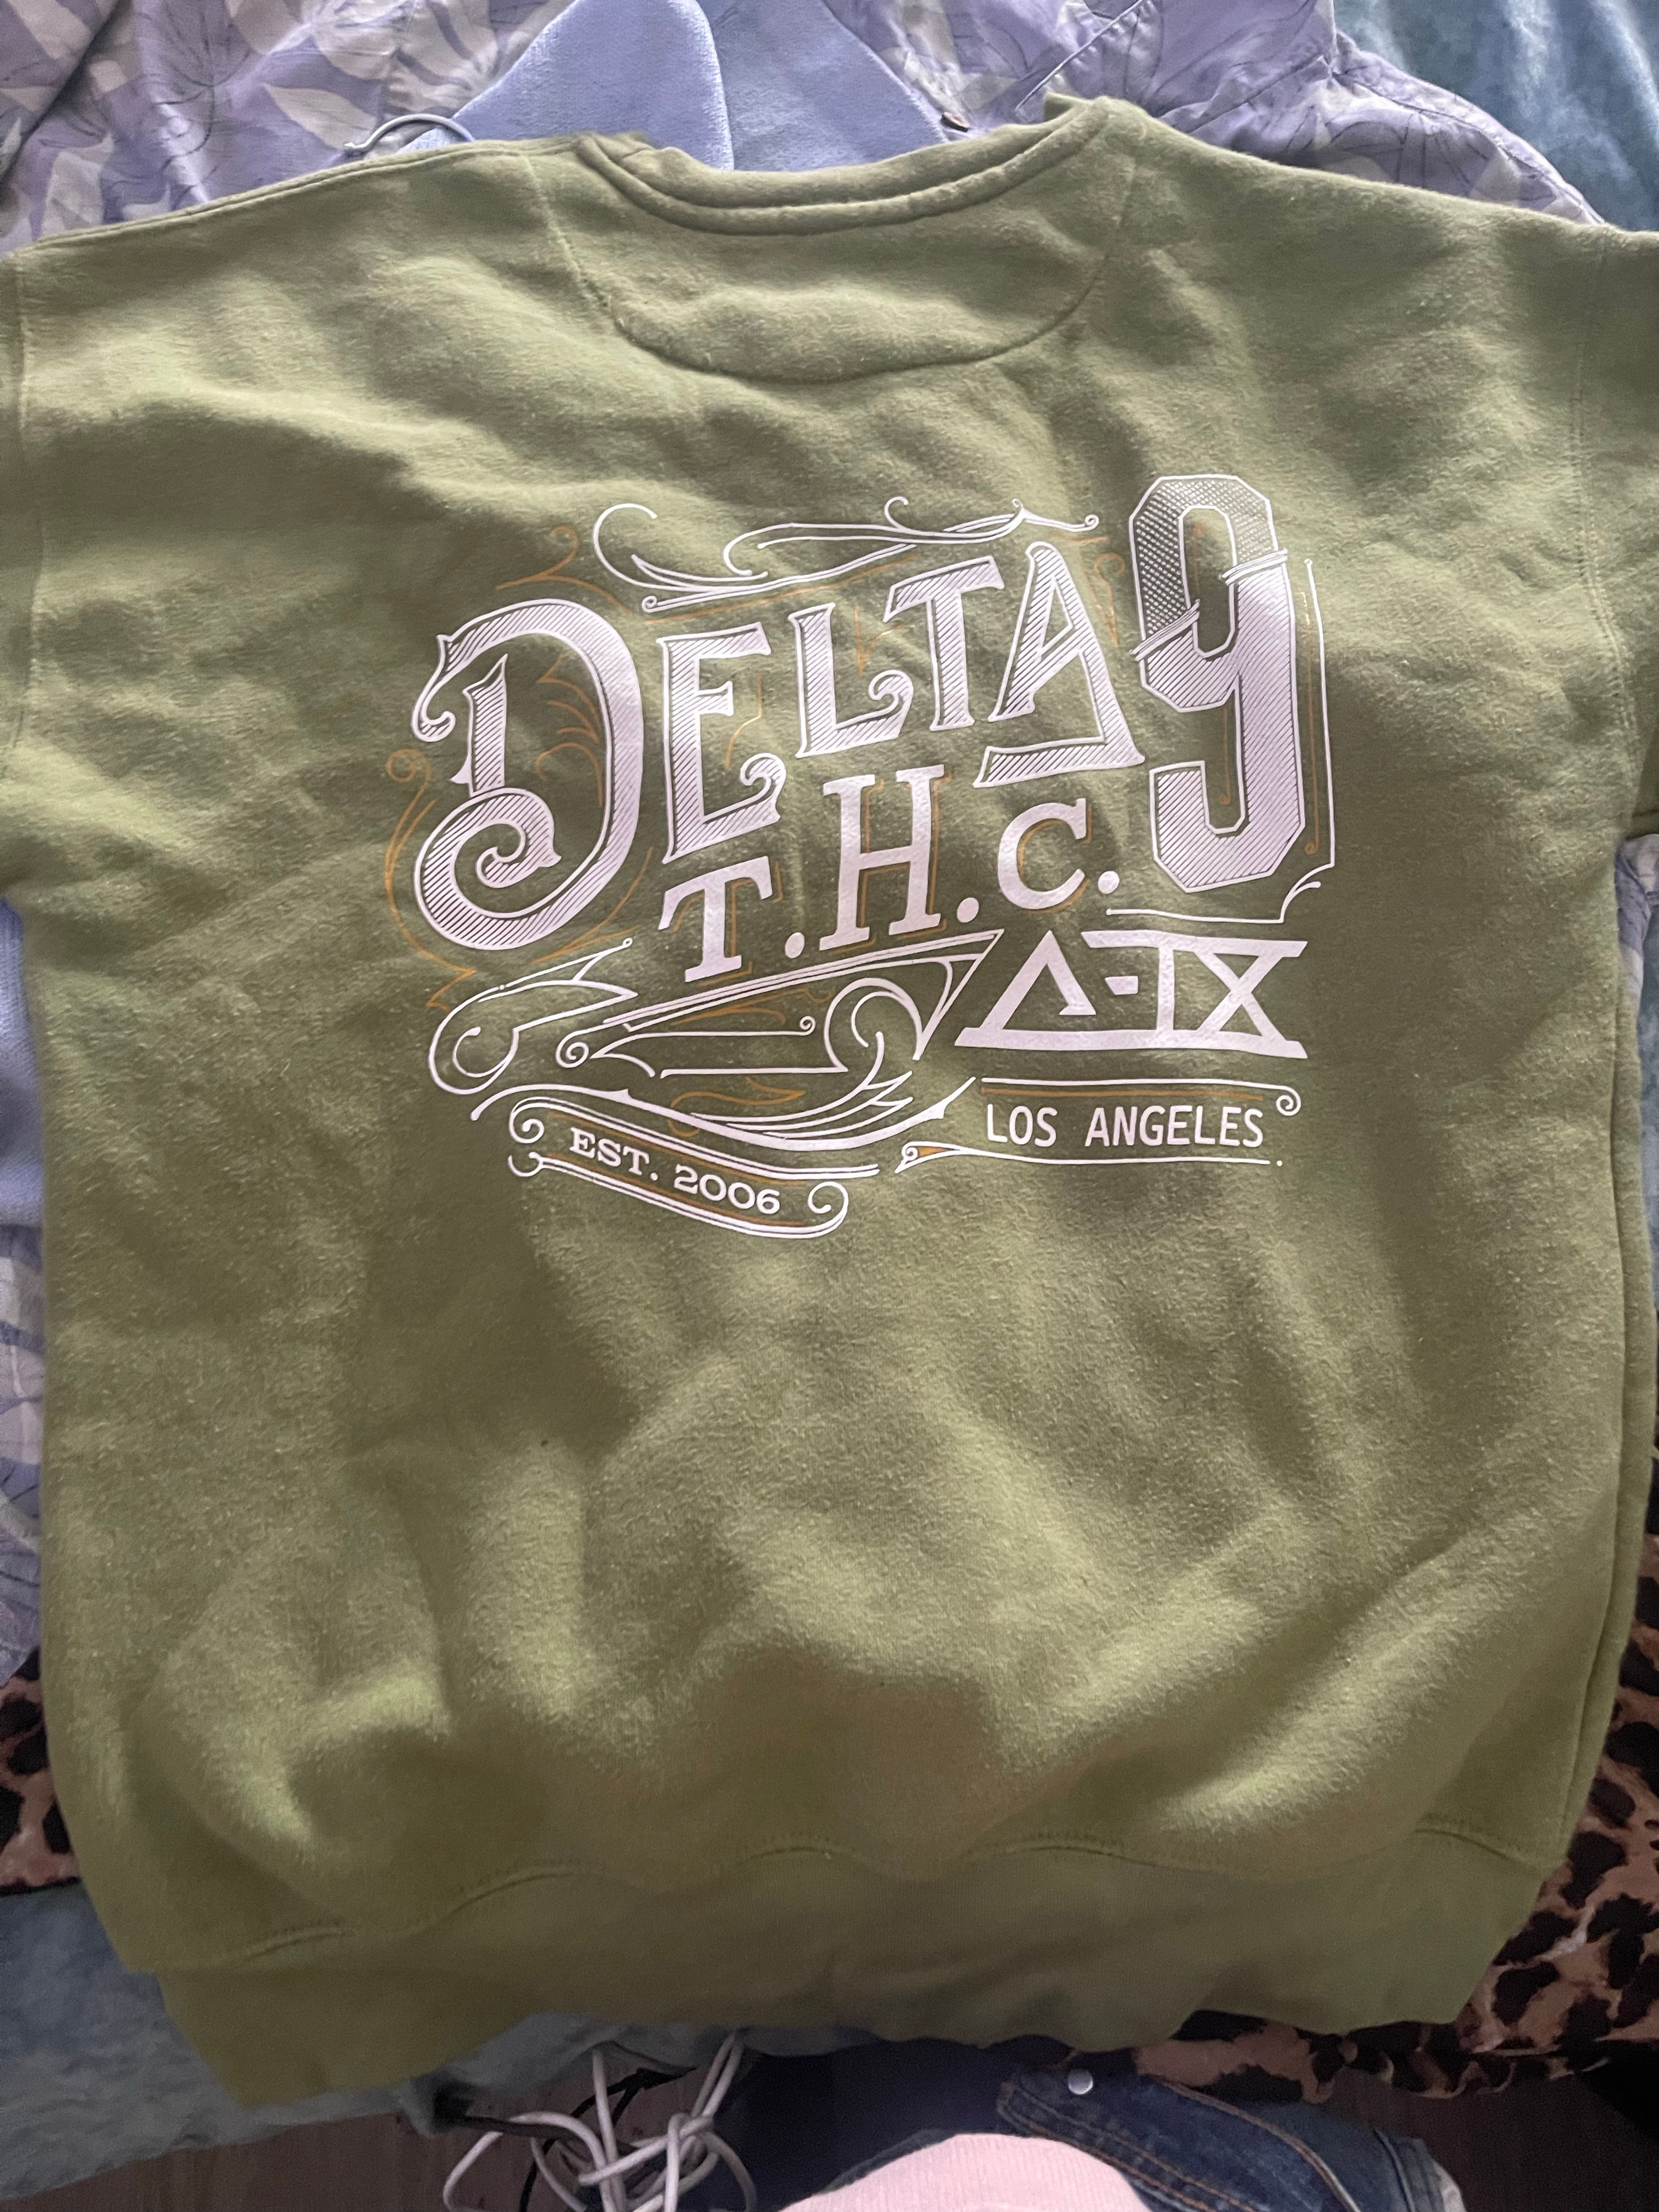 DELTA 9
T.H.C.
Δ-IX
LOS ANGELES
EST. 2006